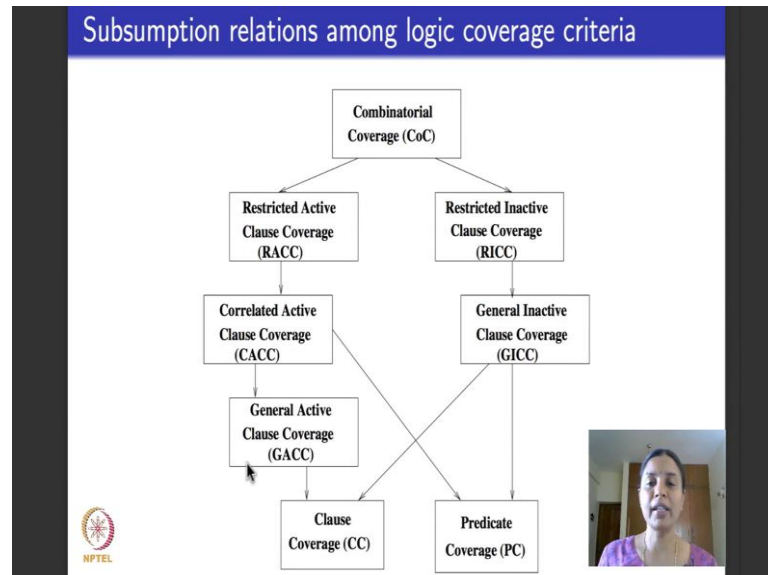 Subsumption relations among logic coverage criteria
Combinatorial
Coverage (CoC)
Restricted Active
Clause Coverage
(RACC)
Restricted Inactive
Clause Coverage
(RICC)
Correlated Active
Clause Coverage
(CACC)
General Inactive
Clause Coverage
(GICC)
General Active
Clause Coverage
(GACC)
Clause
Coverage (CC)
Predicate
Coverage (PC)
NPTEL